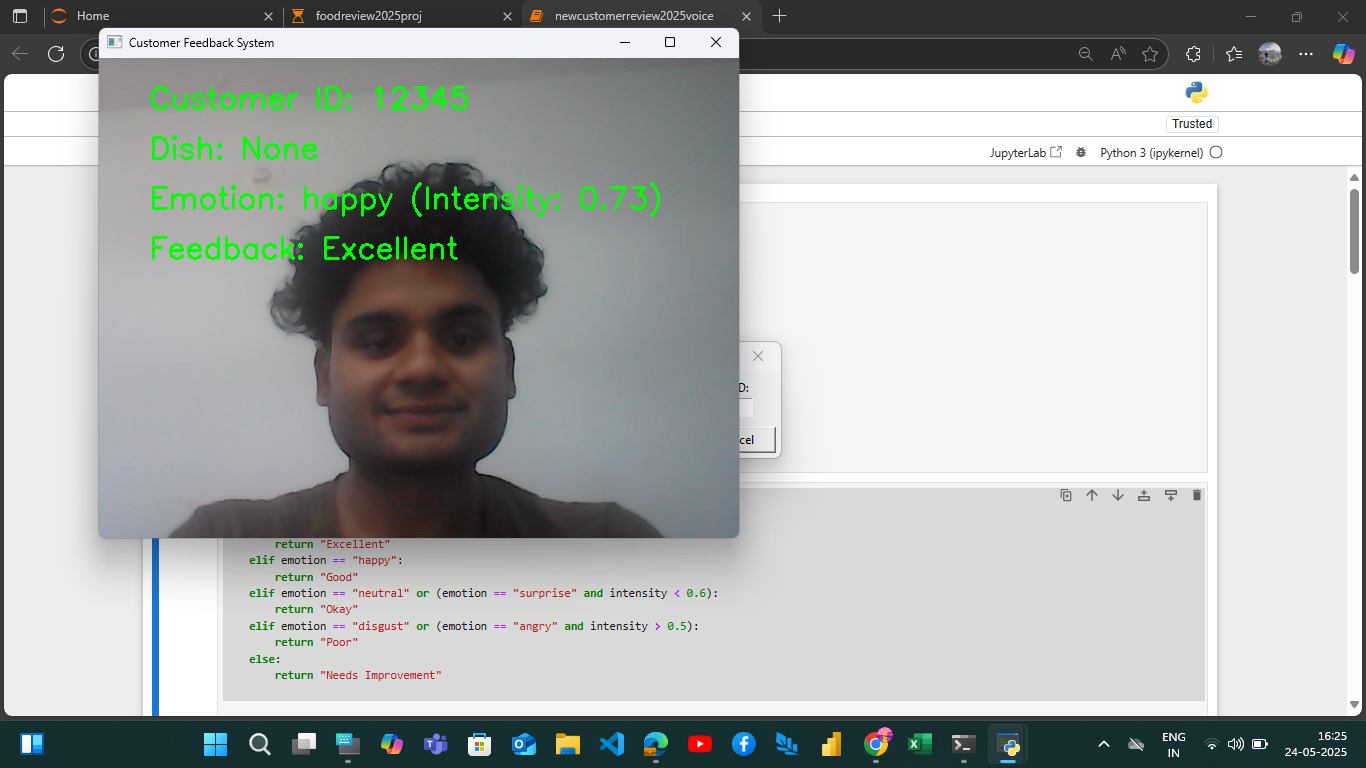 Home
foodreview2025proj
newcustomerreview2025voice
Customer Feedback System
Customer ID: 12345
Dish: None
Emotion: happy (Intensity: 0.73)
Feedback: Excellent
Trusted
JupyterLab
Python 3 (ipykernel)
D:
cel
return "Excellent"
elif emotion == "happy":
return "Good"
elif emotion == "neutral" or (emotion == "surprise" and intensity < 0.6):
return "Okay"
elif emotion == "disgust" or (emotion == "angry" and intensity > 0.5):
return "Poor"
else:
return "Needs Improvement"
ENG
IN
16:25
24-05-2025